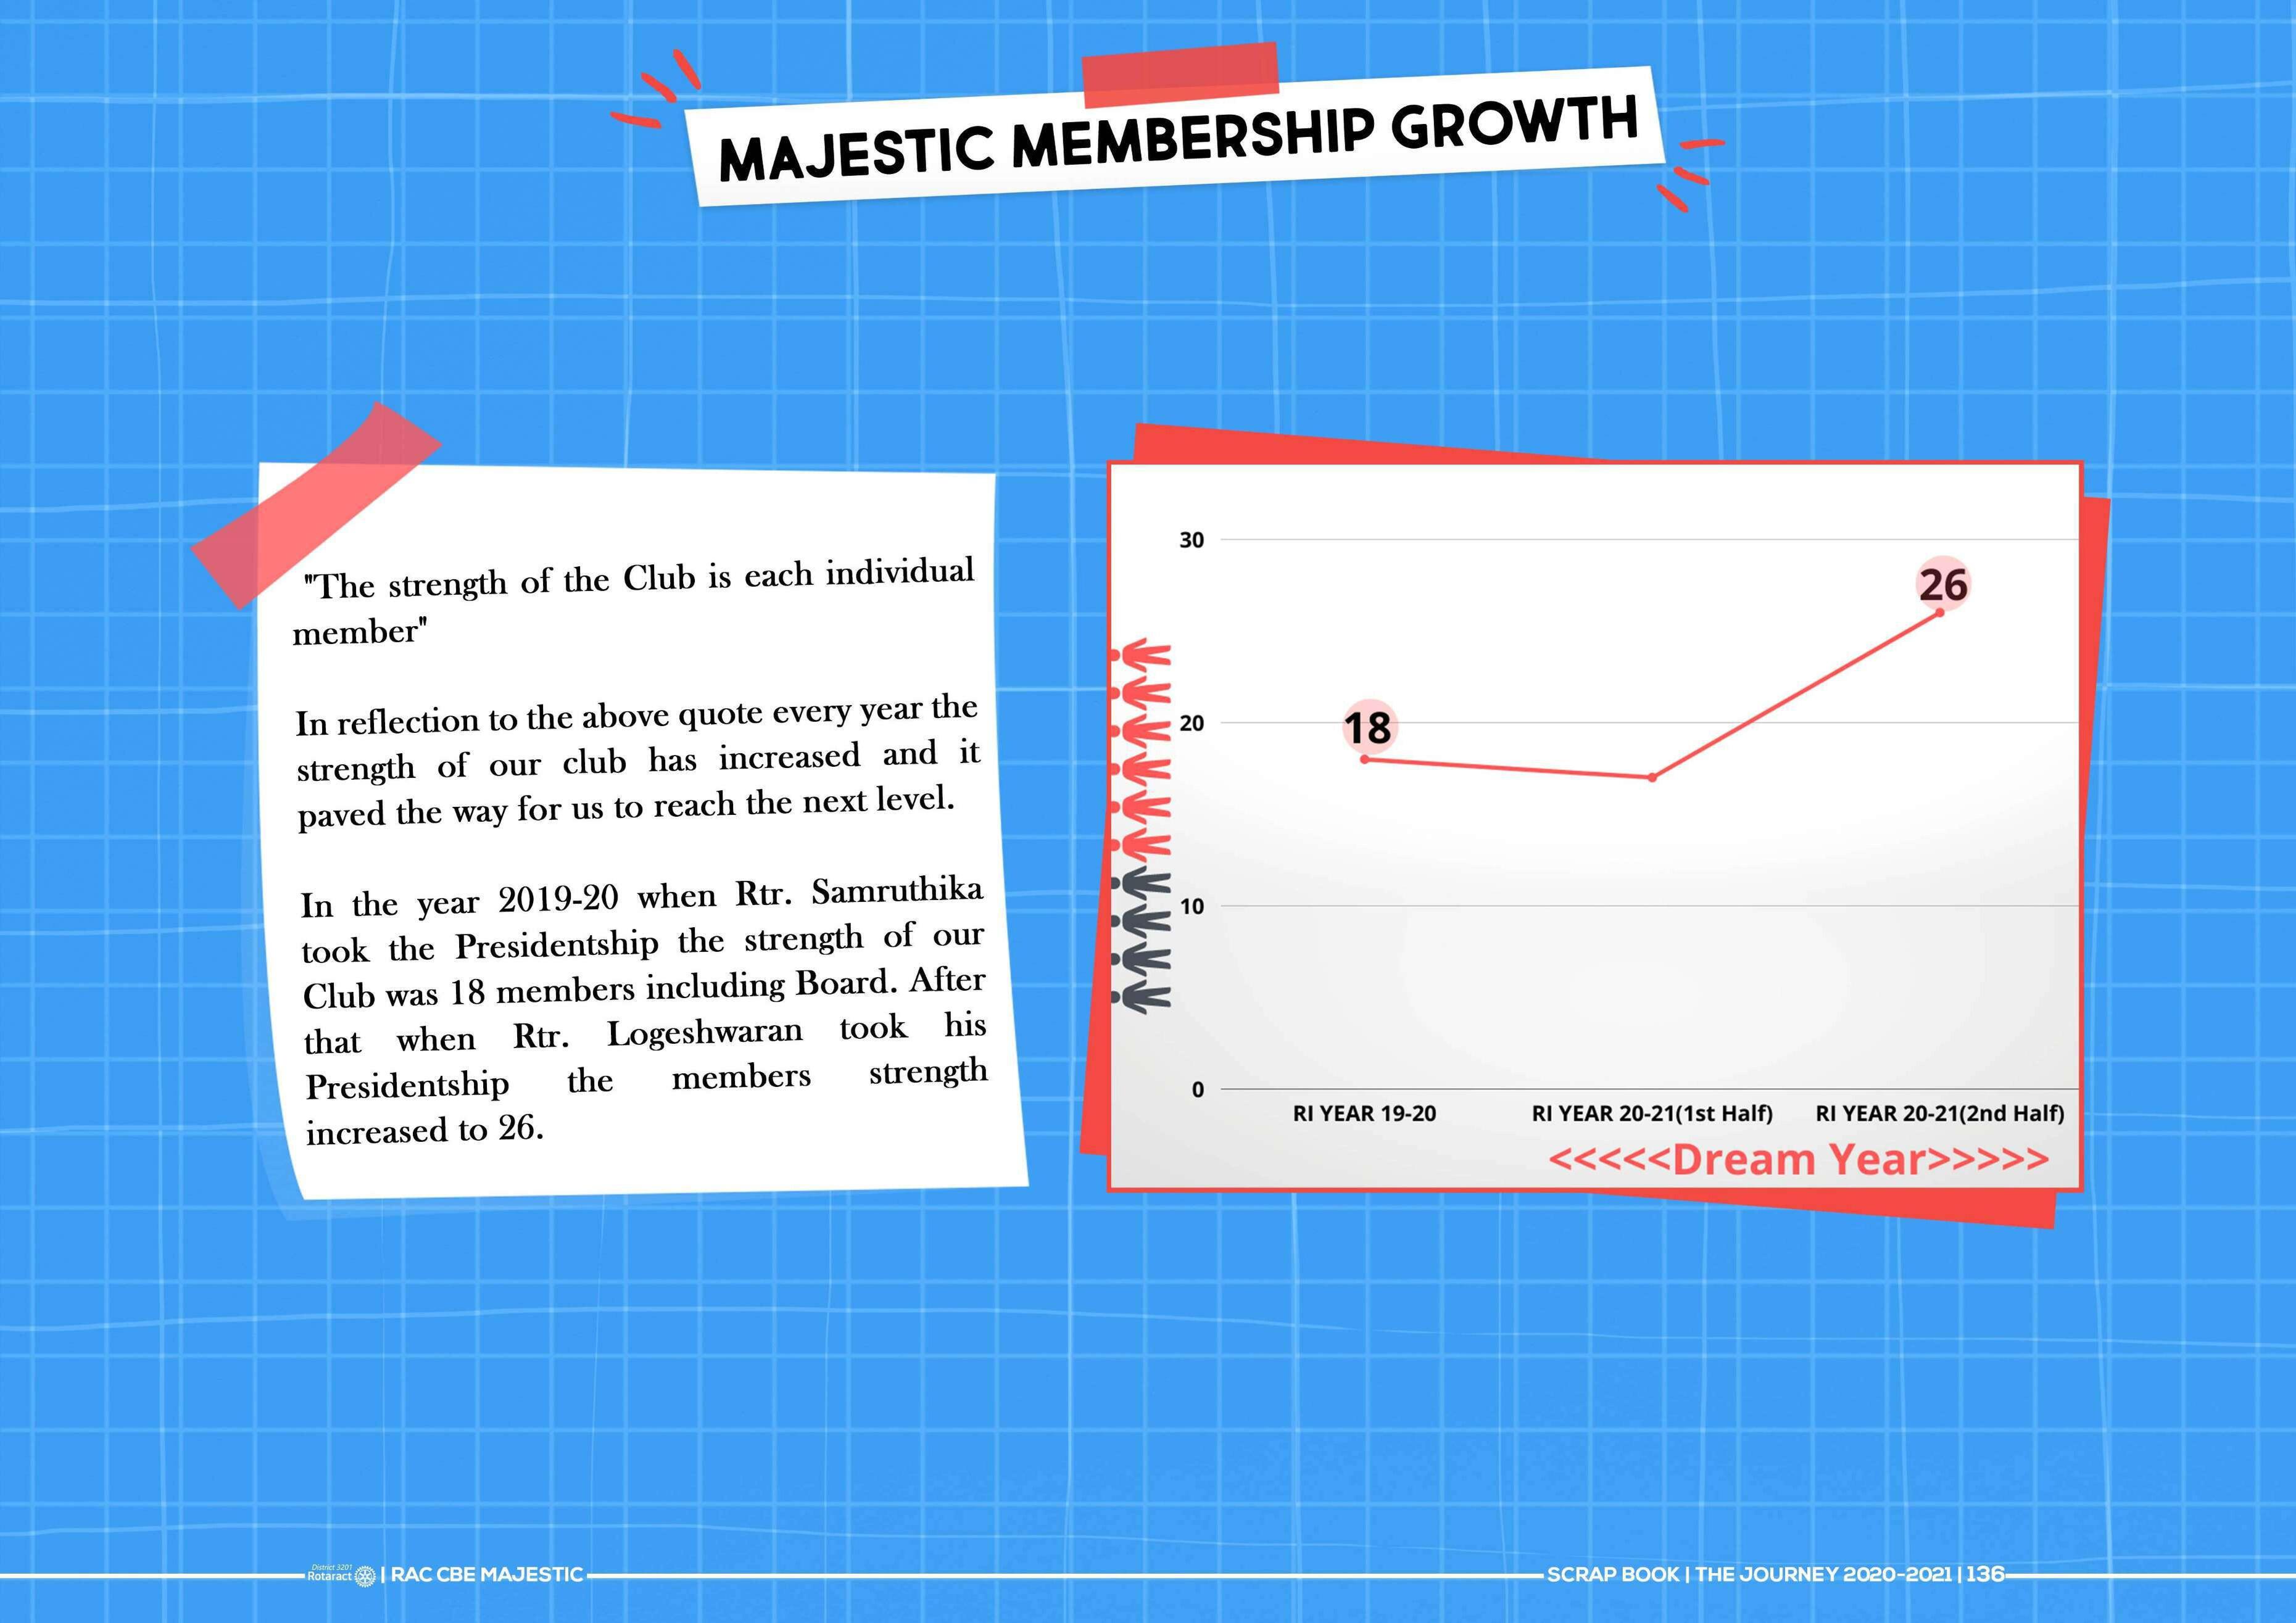 MAJESTIC MEMBERSHIP GROWTH
"The strength of the Club is each individual
member"
In reflection to the above quote every year the
strength of our club has increased and it
paved the way for us to reach the next level.
In the year 2019-20 when Rtr. Samruthika
took the Presidentship the strength of our
Club was 18 members including Board. After
that when Rtr. Logeshwaran took his
Presidentship the members strength
increased to 26.
30
26
20
18
10
0
RI YEAR 19-20
RI YEAR 20-21(1st Half)
RI YEAR 20-21(2nd Half)
<<<<<Dream Year>>>>>
District 3201
Rotaract
| RAC CBE MAJESTIC
SCRAP BOOK | THE JOURNEY 2020-2021 | 136